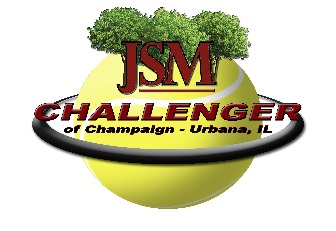 JSM
CHALLENGER
of Champaign - Urbana, IL